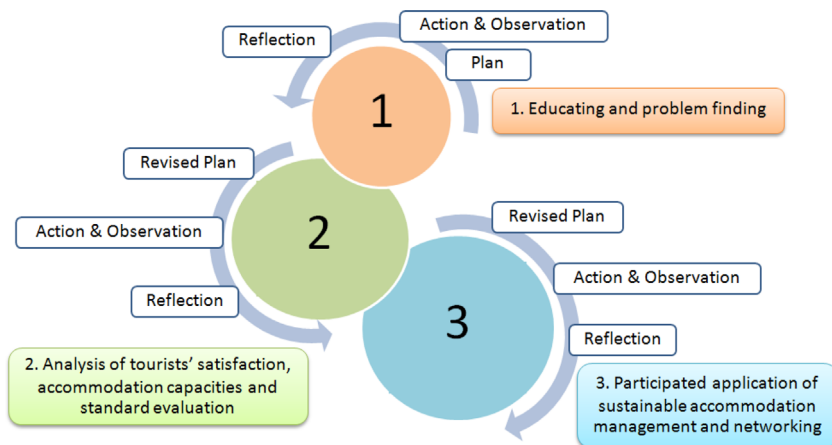 Action & Observation
Reflection
Plan
1
1. Educating and problem finding
Revised Plan
Action & Observation
Reflection
2
2. Analysis of tourists’ satisfaction,
accommodation capacities and
standard evaluation
Revised Plan
Action & Observation
Reflection
3
3. Participated application of
sustainable accommodation
management and networking